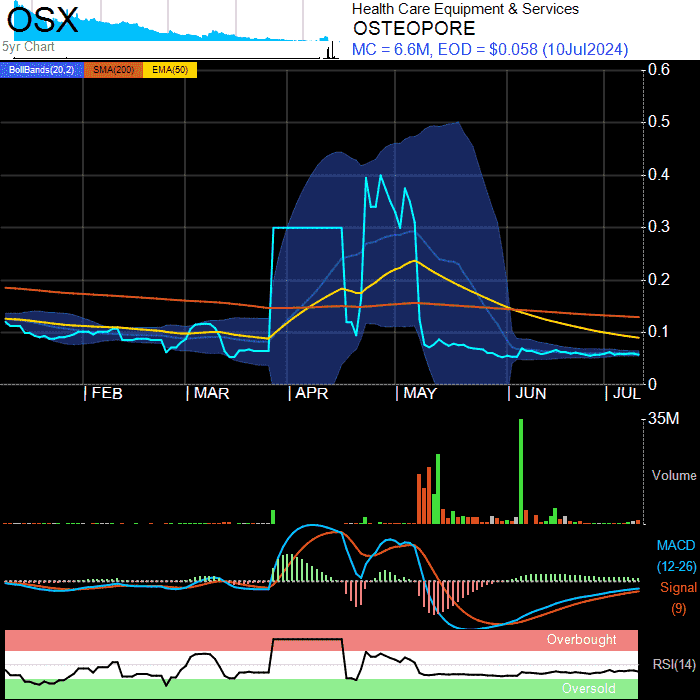 OSX
5yr Chart
Health Care Equipment & Services
OSTEOPORE
MC = 6.6M, EOD = $0.058 (10Jul2024)
BollBands(20,2) SMA(200) EMA(50)
0.6
0.5
0.4
0.3
0.2
0.1
0
FEB MAR APR MAY JUN JUL
35M
Volume
MACD
(12-26)
Signal
(9)
Overbought
RSI(14)
Oversold